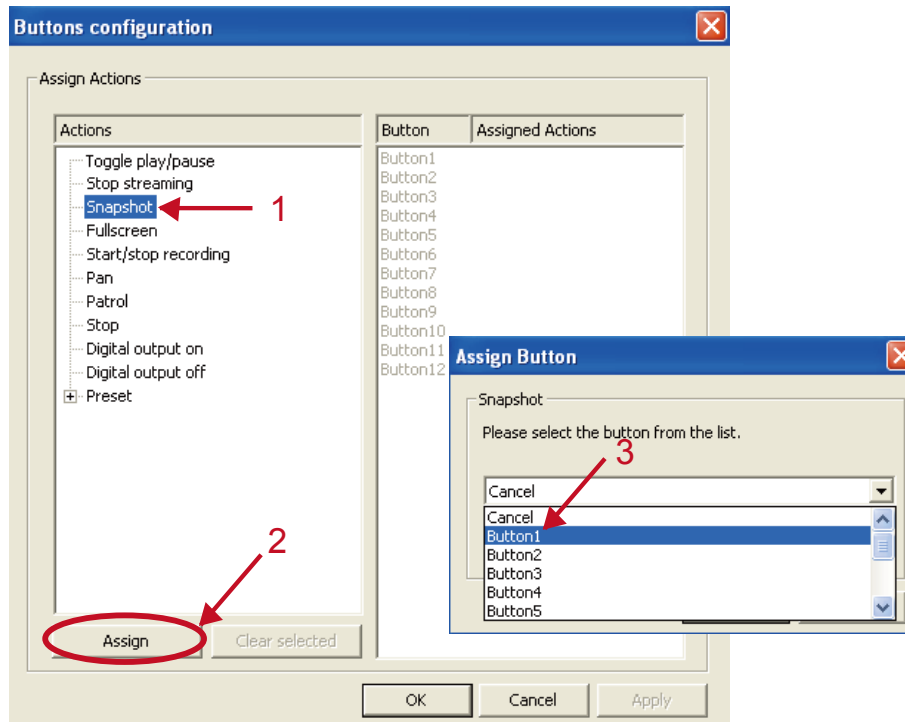 Buttons configuration
Assign Actions
Actions
Toggle play/pause
Stop streaming
Snapshot
1
Fullscreen
Start/stop recording
Pan
Patrol
Stop
Digital output on
Digital output off
Preset
2
Assign
Clear selected
Button Assigned Actions
Button1
Button2
Button3
Button4
Button5
Button6
Button7
Button8
Button9
Button10
Button11
Button12
Assign Button
Snapshot
Please select the button from the list.
3
Cancel
Cancel
Button1
Button2
Button3
Button4
Button5
OK Cancel Apply